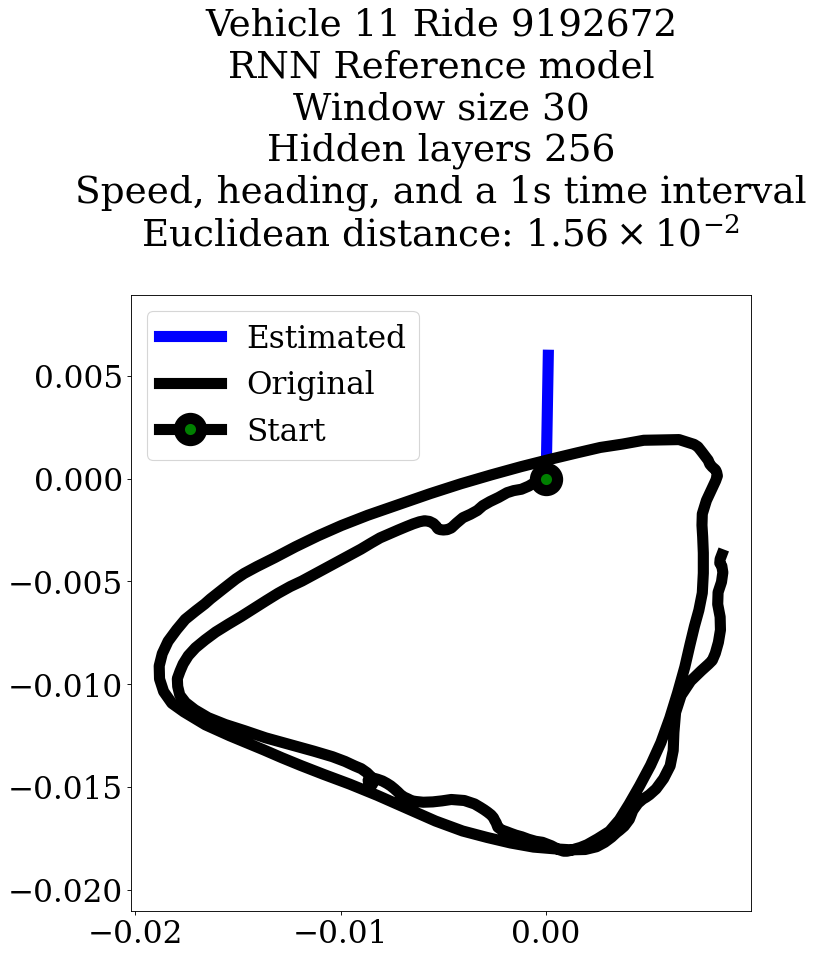 Vehicle 11 Ride 9192672
RNN Reference model
Window size 30
Hidden layers 256
Speed, heading, and a 1s time interval
Euclidean distance: 1.56 × 10⁻²
Estimated
Original
Start
0.005
0.000
−0.005
−0.010
−0.015
−0.020
−0.02 −0.01 0.00